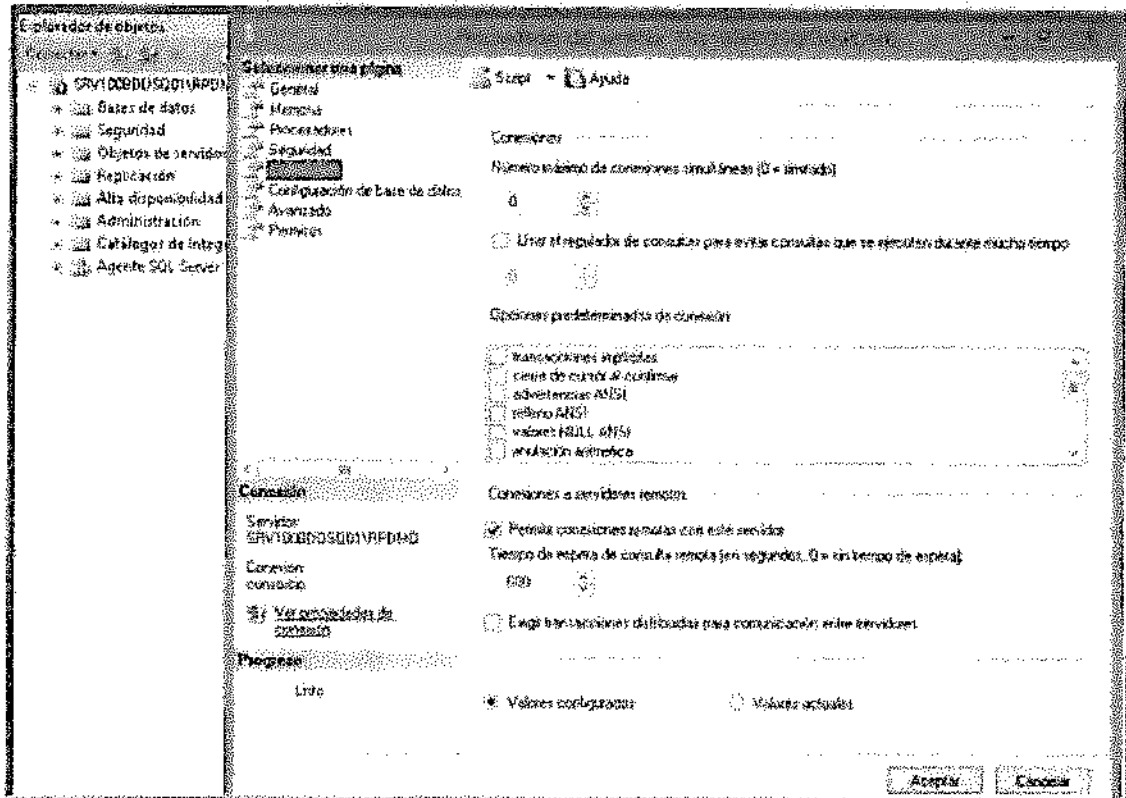 Explorador de objetos
Conectar
Bases de datos
Seguridad
Objetos de servidor
Replicación
Alta disponibilidad
Administración
Catálogos de Integ
Agente SQL Server
Seleccionar una página
General
Memoria
Procesadores
Seguridad
Configuración de base de datos
Avanzado
Permisos
Conexión
Servidor:
Conexión:
Ver propiedades de
conexión
Progreso
Listo
Script
Ayuda
Conexiones
Número máximo de conexiones simultáneas (0 = ilimitado):
0
Usar el regulador de consultas para evitar consultas que se ejecuten durante mucho tiempo
0
Opciones predeterminadas de conexión:
transacciones implícitas
cierre de cursor al confirmar
advertencias ANSI
relleno ANSI
valores NULL ANSI
anulación aritmética
Conexiones a servidores remotos
Permitir conexiones remotas con este servidor
Tiempo de espera de consulta remota (en segundos, 0 = sin tiempo de espera):
600
Exigir transacciones distribuidas para comunicación entre servidores
Valores configurados
Valores actuales
Aceptar
Cancelar